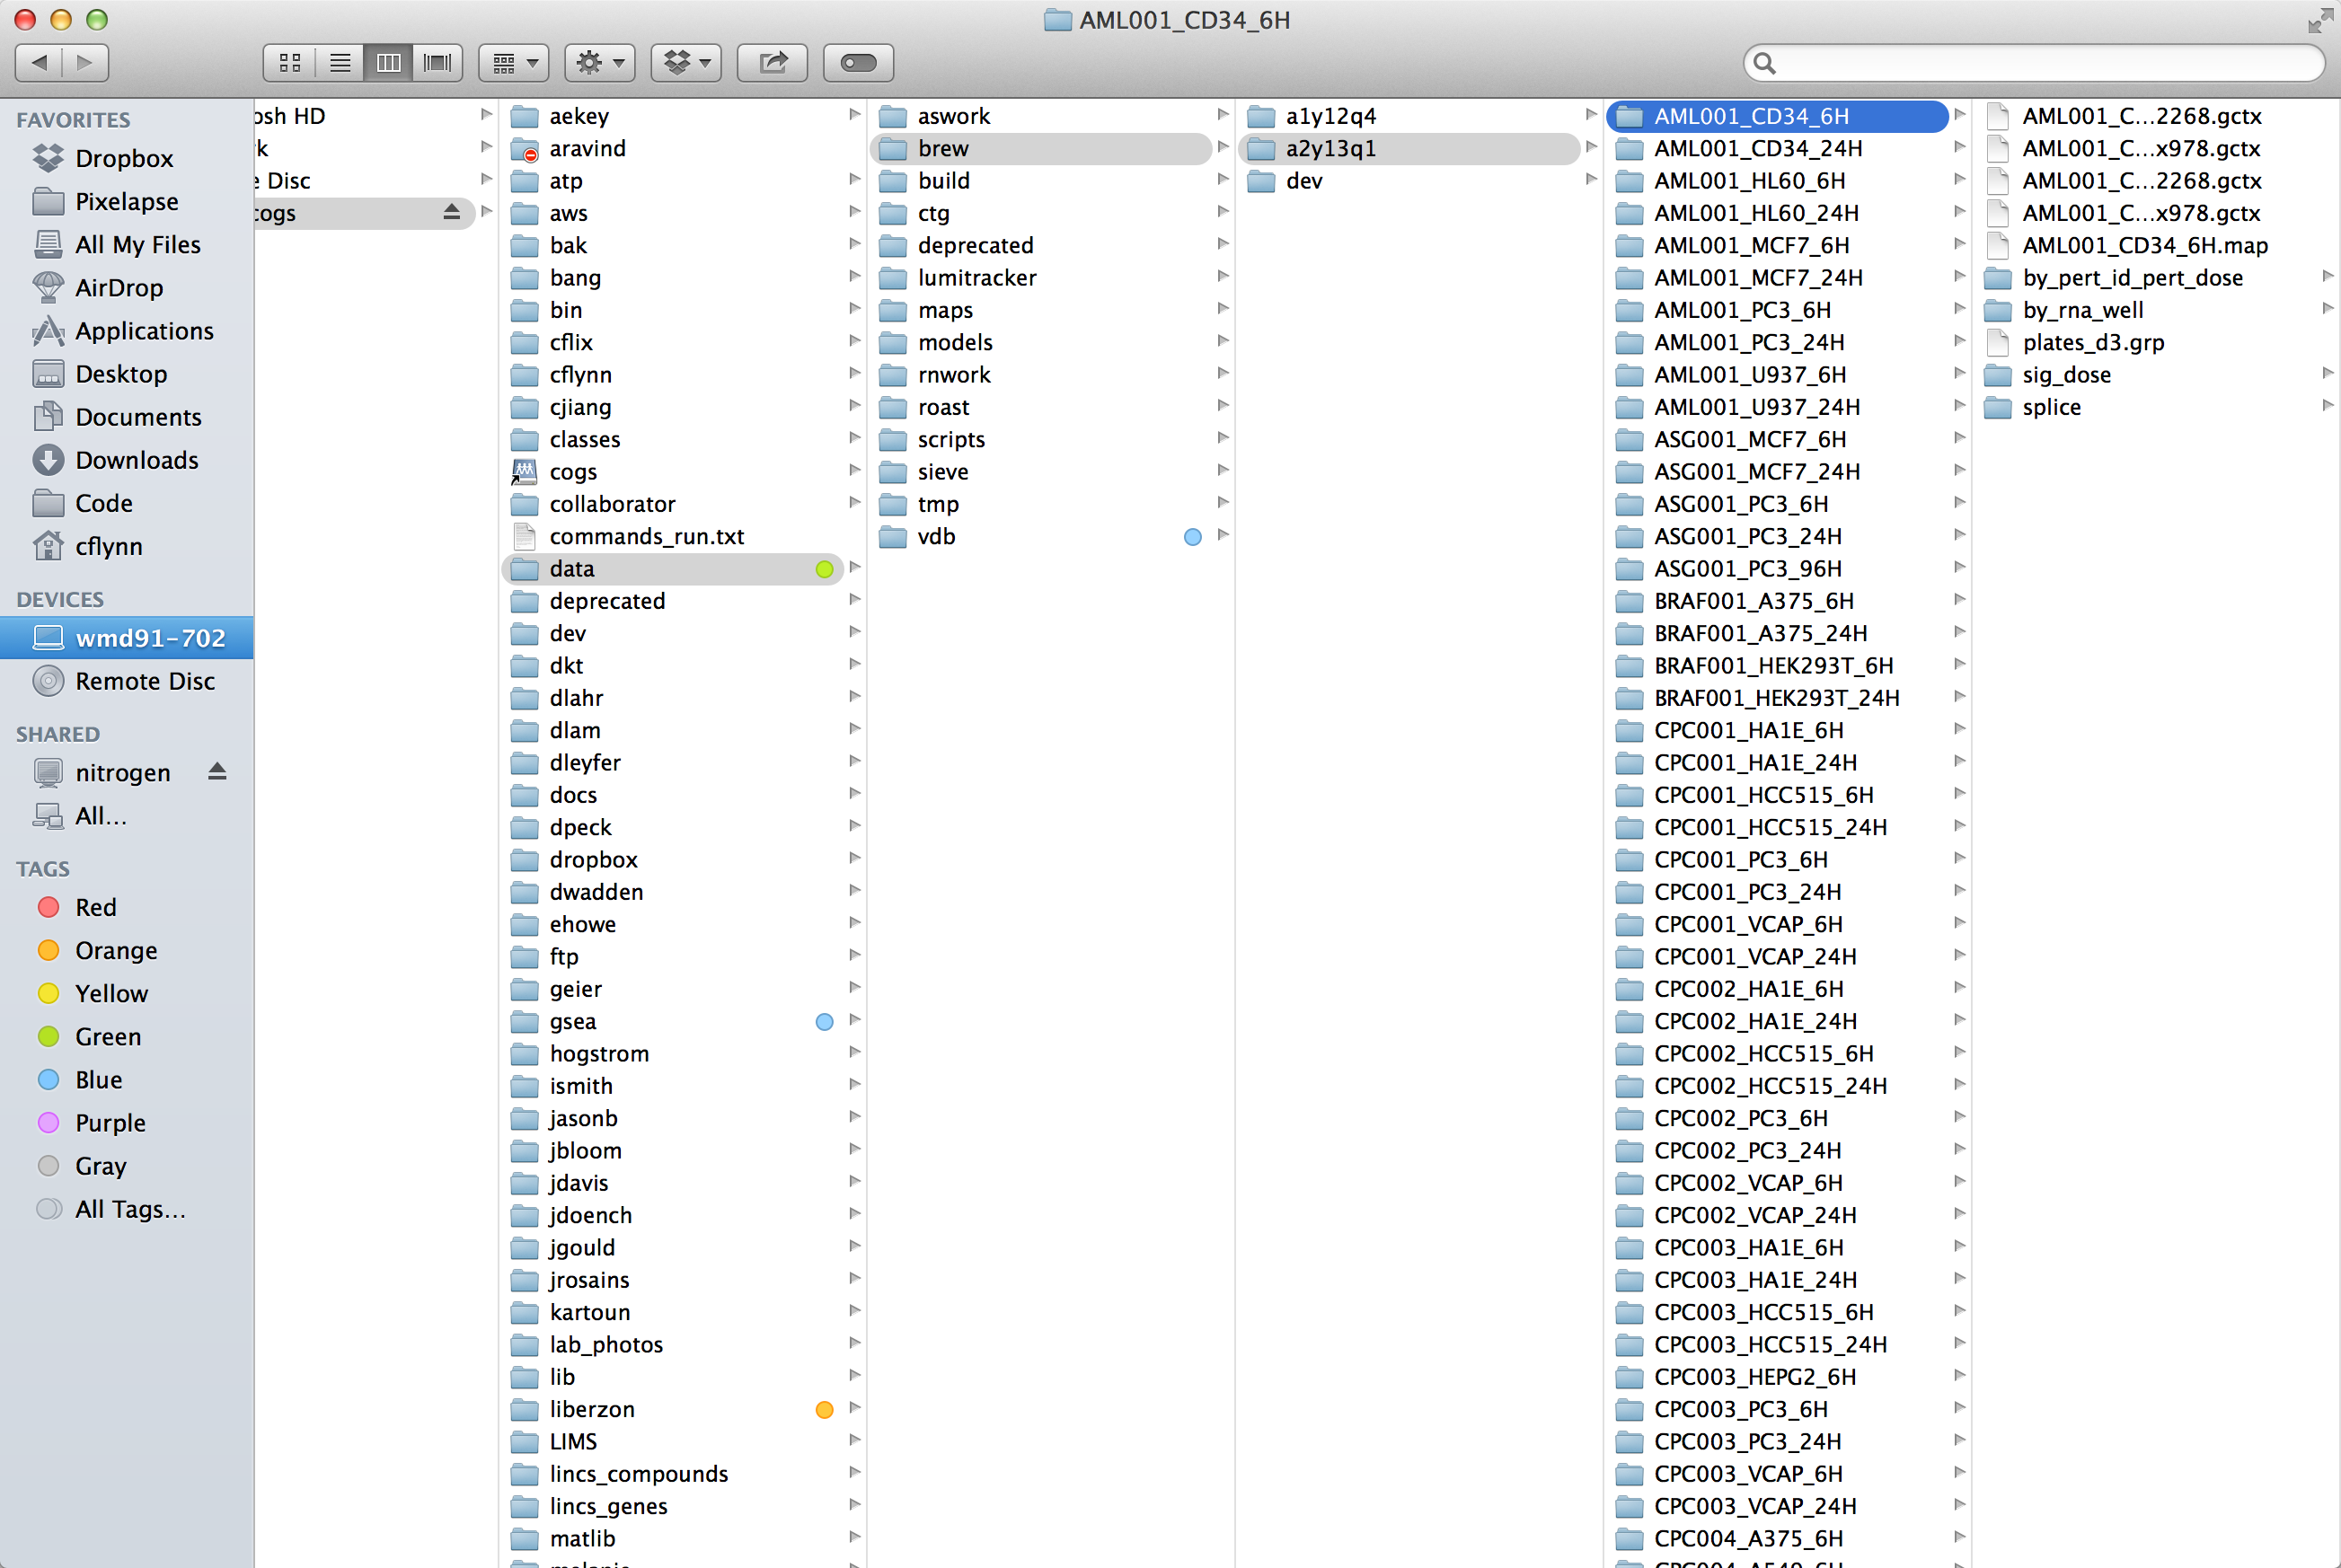 AML001_CD34_6H
FAVORITES
Dropbox
Pixelapse
All My Files
AirDrop
Applications
Desktop
Documents
Downloads
Code
cflynn
DEVICES
wmd91-702
Remote Disc
SHARED
nitrogen
All...
TAGS
Red
Orange
Yellow
Green
Blue
Purple
Gray
All Tags...
osh HD
k
e Disc
cogs
aekey
aravind
atp
aws
bak
bang
bin
cflix
cflynn
cjiang
classes
cogs
collaborator
commands_run.txt
data
deprecated
dev
dkt
dlahr
dlam
dleyfer
docs
dpeck
dropbox
dwadden
ehowe
ftp
geier
gsea
hogstrom
ismith
jasonb
jbloom
jdavis
jdoench
jgould
jrosains
kartoun
lab_photos
lib
liberzon
LIMS
lincs_compounds
lincs_genes
matlib
aswork
brew
build
ctg
deprecated
lumitracker
maps
models
rnwork
roast
scripts
sieve
tmp
vdb
a1y12q4
a2y13q1
dev
AML001_CD34_6H
AML001_CD34_24H
AML001_HL60_6H
AML001_HL60_24H
AML001_MCF7_6H
AML001_MCF7_24H
AML001_PC3_6H
AML001_PC3_24H
AML001_U937_6H
AML001_U937_24H
ASG001_MCF7_6H
ASG001_MCF7_24H
ASG001_PC3_6H
ASG001_PC3_24H
ASG001_PC3_96H
BRAF001_A375_6H
BRAF001_A375_24H
BRAF001_HEK293T_6H
BRAF001_HEK293T_24H
CPC001_HA1E_6H
CPC001_HA1E_24H
CPC001_HCC515_6H
CPC001_HCC515_24H
CPC001_PC3_6H
CPC001_PC3_24H
CPC001_VCAP_6H
CPC001_VCAP_24H
CPC002_HA1E_6H
CPC002_HA1E_24H
CPC002_HCC515_6H
CPC002_HCC515_24H
CPC002_PC3_6H
CPC002_PC3_24H
CPC002_VCAP_6H
CPC002_VCAP_24H
CPC003_HA1E_6H
CPC003_HA1E_24H
CPC003_HCC515_6H
CPC003_HCC515_24H
CPC003_HEPG2_6H
CPC003_PC3_6H
CPC003_PC3_24H
CPC003_VCAP_6H
CPC003_VCAP_24H
CPC004_A375_6H
AML001_C...2268.gctx
AML001_C...x978.gctx
AML001_C...2268.gctx
AML001_C...x978.gctx
AML001_CD34_6H.map
by_pert_id_pert_dose
by_rna_well
plates_d3.grp
sig_dose
splice